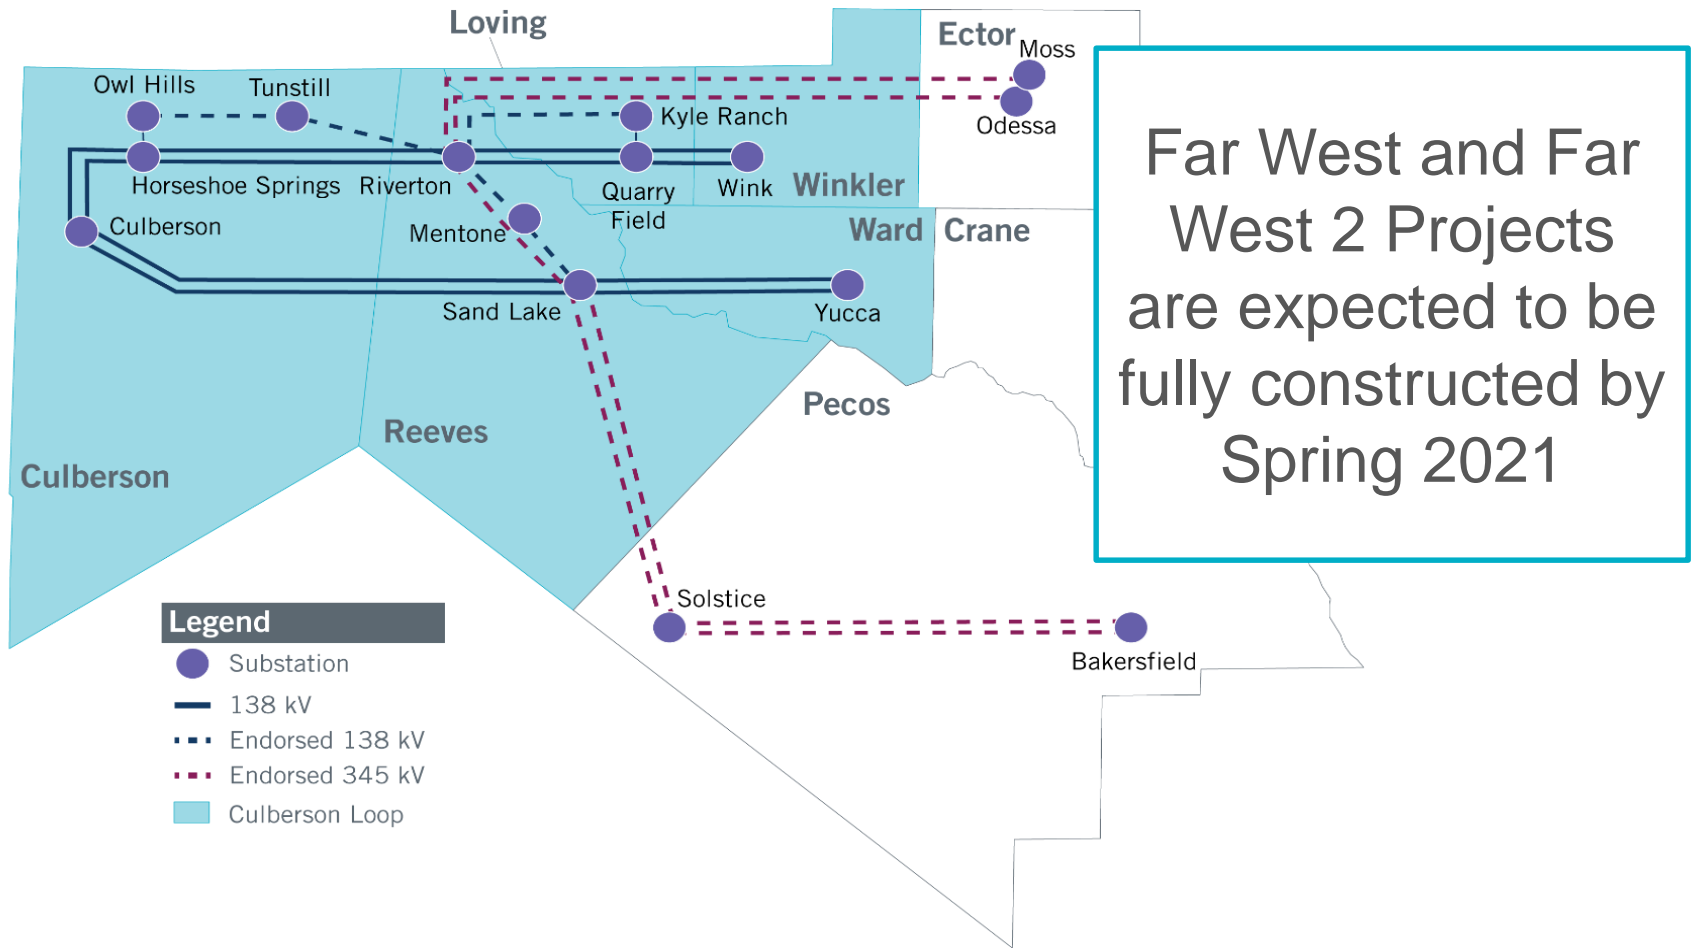 Loving
Ector
Moss
Owl Hills
Tunstill
Kyle Ranch
Odessa
Horseshoe Springs
Riverton
Quarry
Field
Wink
Winkler
Culberson
Mentone
Ward
Crane
Sand Lake
Yucca
Pecos
Reeves
Culberson
Solstice
Bakersfield
Far West and Far
West 2 Projects
are expected to be
fully constructed by
Spring 2021
Legend
Substation
138 kV
Endorsed 138 kV
Endorsed 345 kV
Culberson Loop